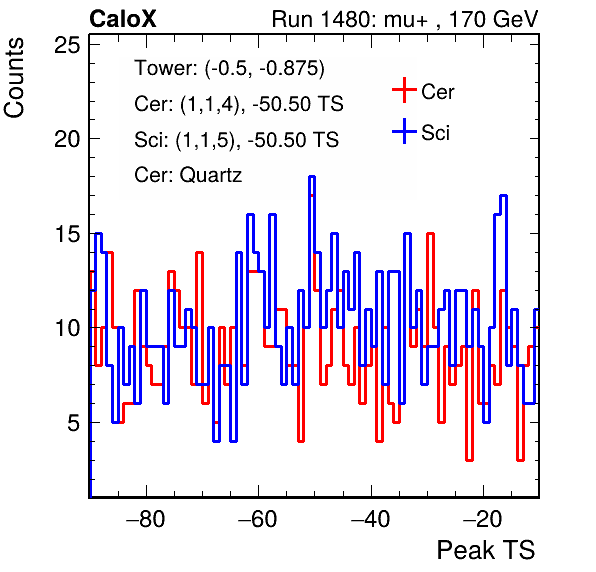 CaloX Run 1480: mu+ , 170 GeV
Counts
25
20
15
10
5
Tower: (-0.5, -0.875)
Cer: (1,1,4), -50.50 TS
Sci: (1,1,5), -50.50 TS
Cer: Quartz
Cer
Sci
−80 −60 −40 −20
Peak TS